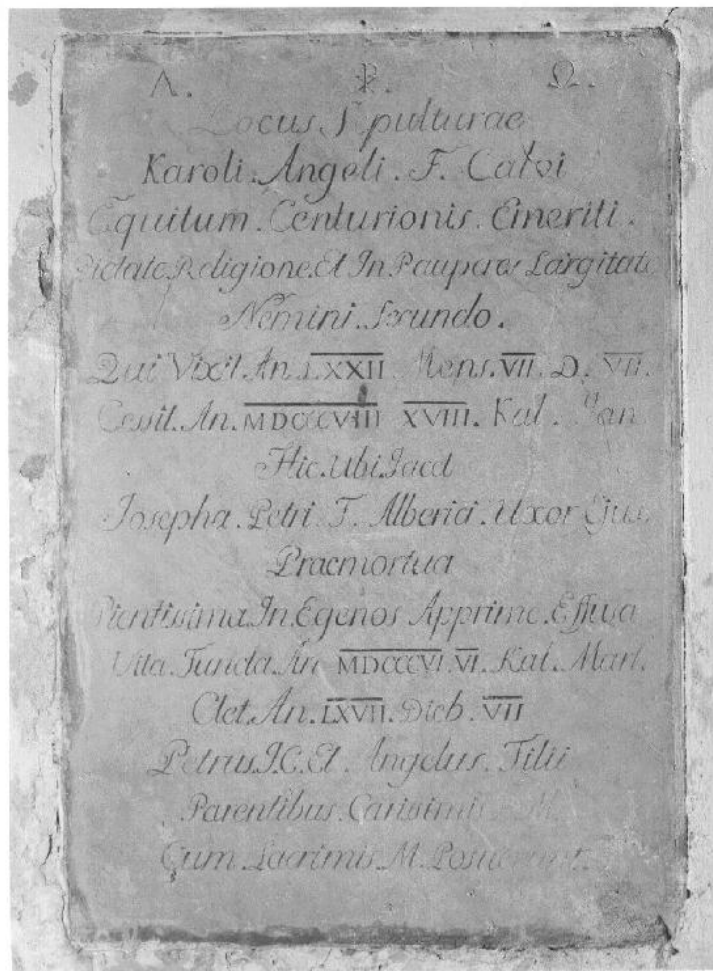 Α. ☧. Ω.
Locus Sepulturae
Karoli. Angeli. F. Calvi
Equitum. Centurionis. Emeriti.
Pietate. Religione. Et In. Pauperes Largitate
Nemini. Secundo.
Qui Vixit. An. LXXII. Mens. VII. D. VII.
Cessit. An. MDCCCVIII XVIII. Kal. Jan
Hic. Ubi. Jacet
Josepha. Petri. F. Alberici. Uxor Ejus.
Praemortua
Pientissima. In. Egenos Apprime. Effusa
Vita. Functa. An MDCCCVI. VI. Kal. Mart.
Aet. An. LXVII. Dieb. VII
Petrus. J. C. Et. Angelus. Filii
Parentibus. Carissimis M.
Cum. Lacrimis. M. Posuerunt.